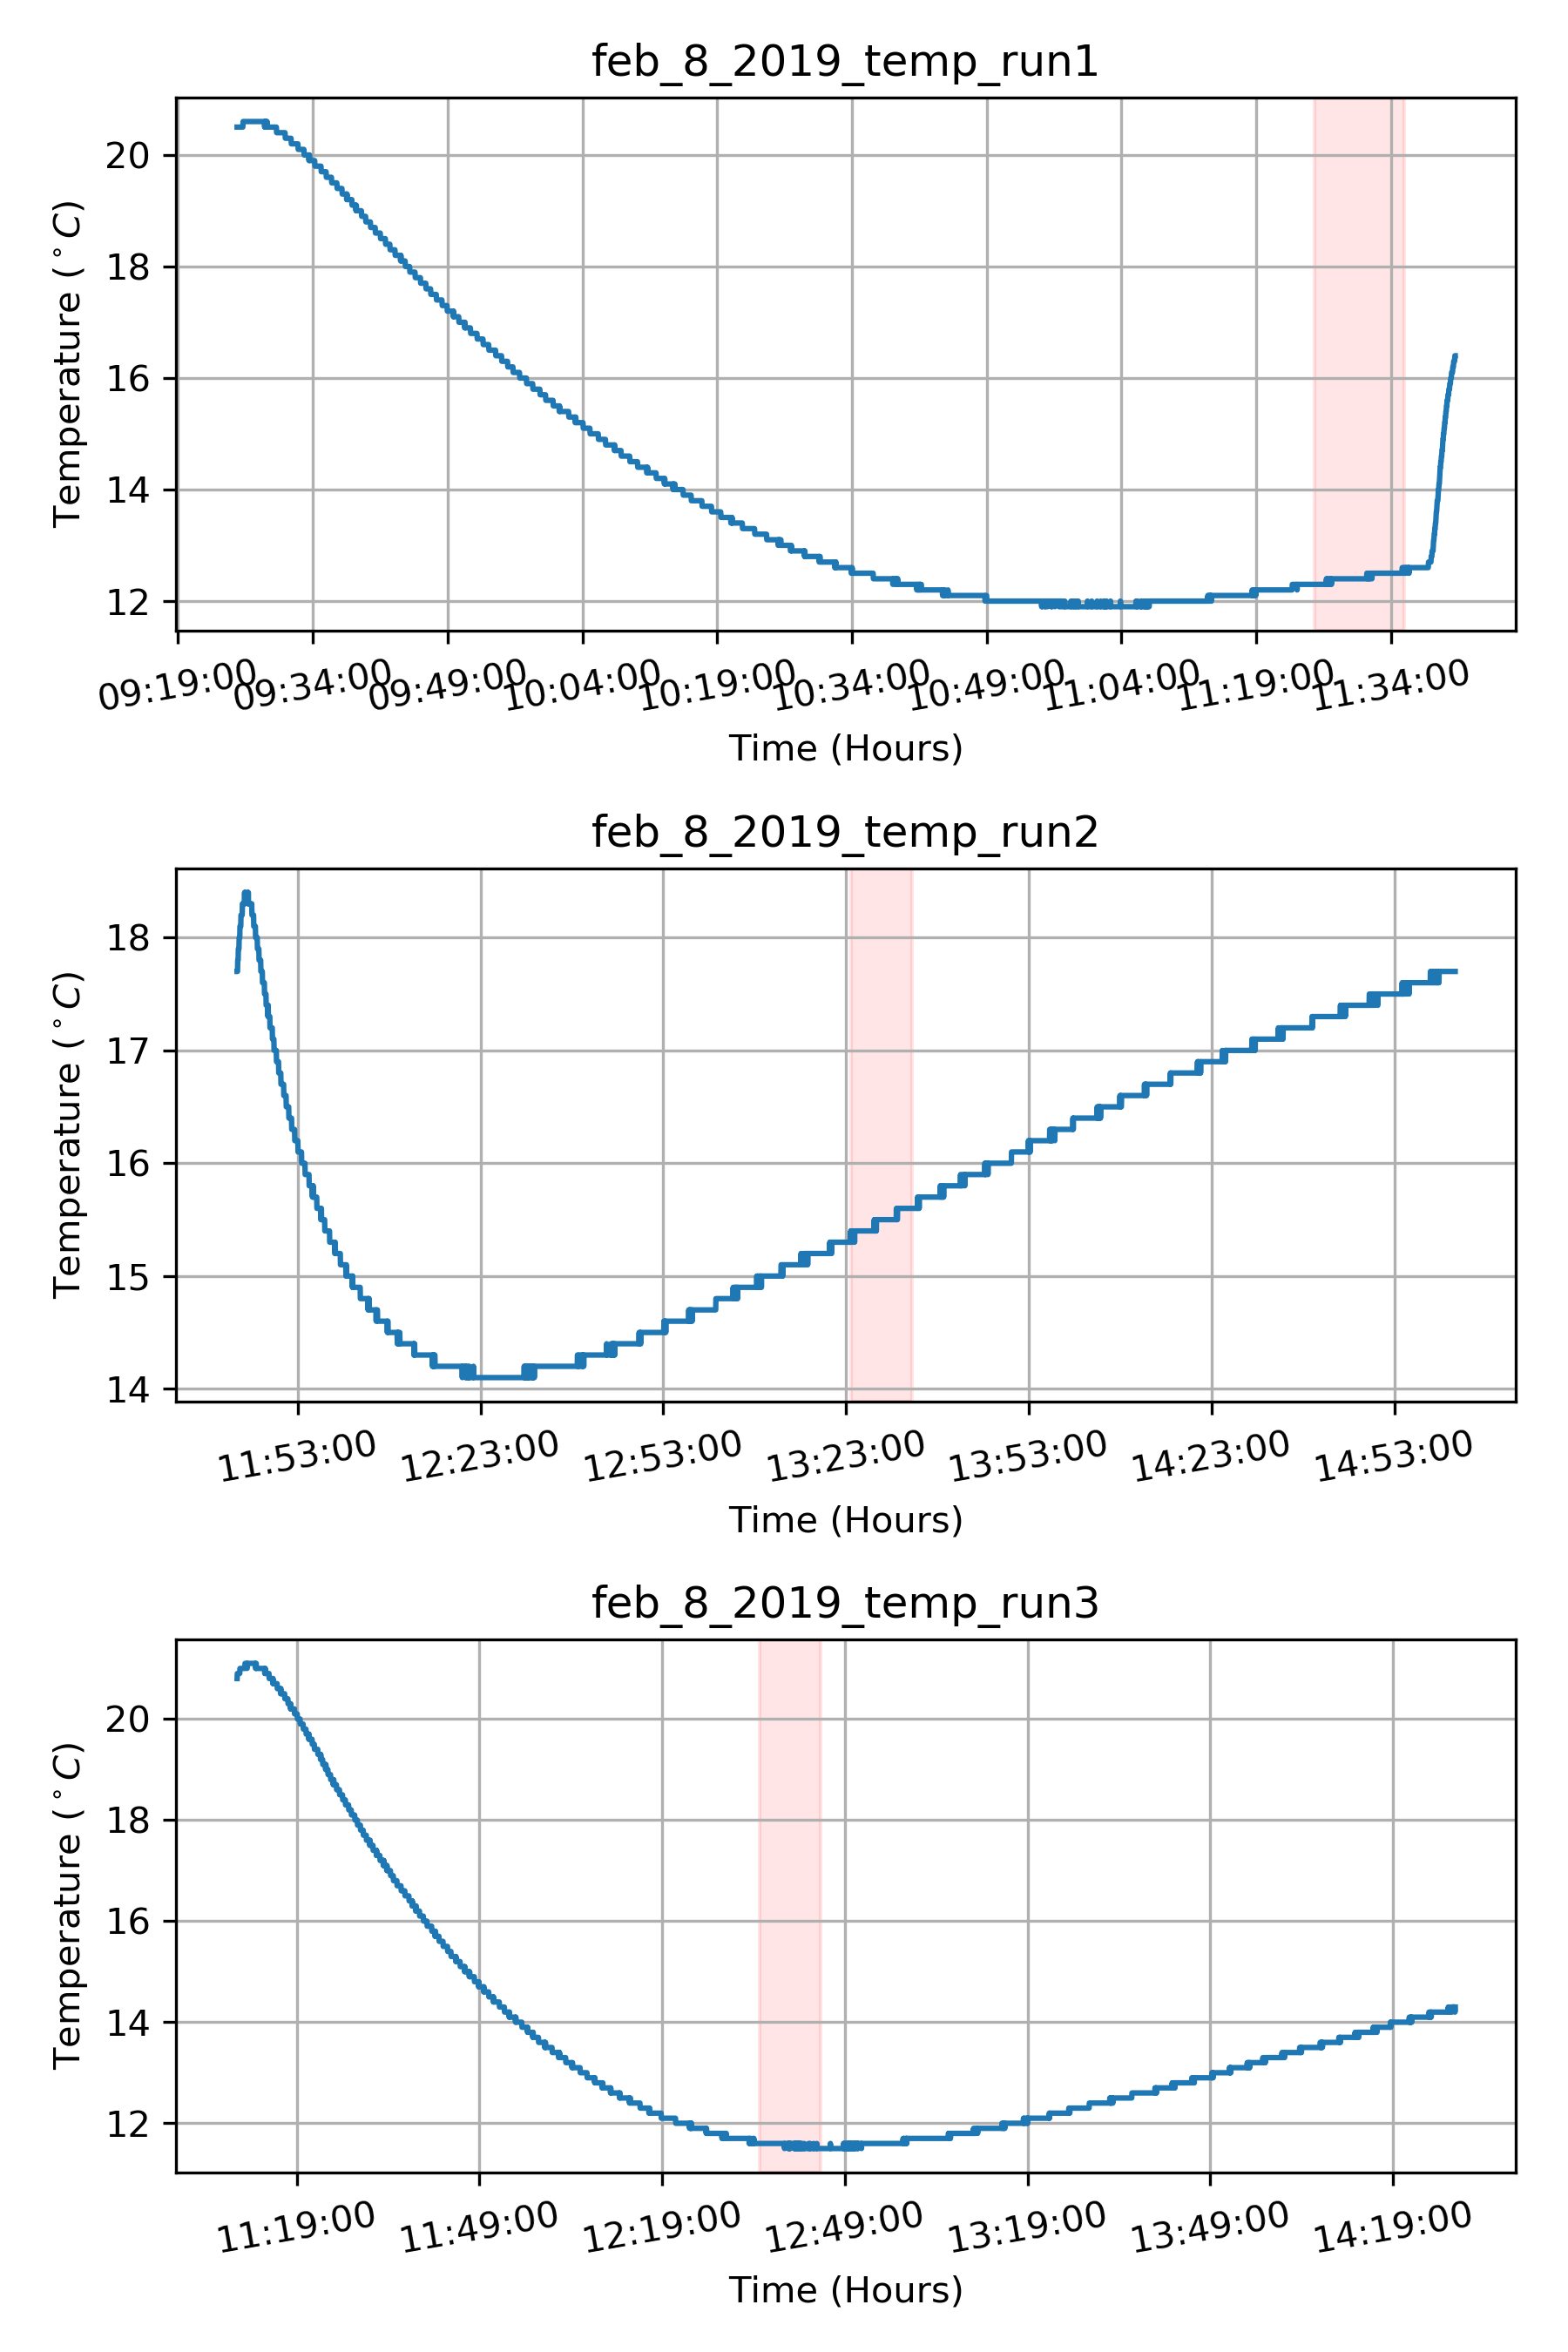 feb_8_2019_temp_run1
Temperature (°C)
20
18
16
14
12
09:19:00 09:34:00 09:49:00 10:04:00 10:19:00 10:34:00 10:49:00 11:04:00 11:19:00 11:34:00
Time (Hours)
feb_8_2019_temp_run2
Temperature (°C)
18
17
16
15
14
11:53:00 12:23:00 12:53:00 13:23:00 13:53:00 14:23:00 14:53:00
Time (Hours)
feb_8_2019_temp_run3
Temperature (°C)
20
18
16
14
12
11:19:00 11:49:00 12:19:00 12:49:00 13:19:00 13:49:00 14:19:00
Time (Hours)